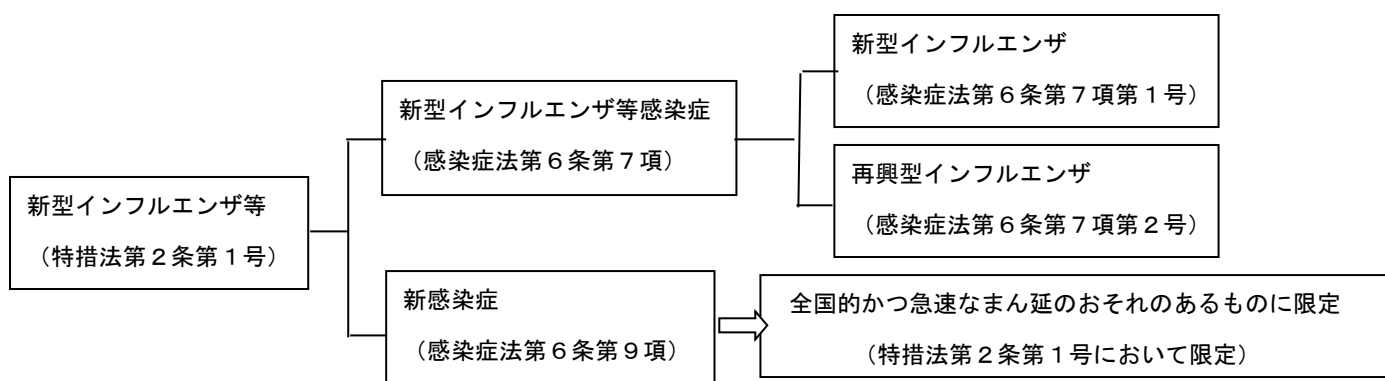 新型インフルエンザ等
（特措法第２条第１号）
新型インフルエンザ等感染症
（感染症法第６条第７項）
新型インフルエンザ
（感染症法第６条第７項第１号）
再興型インフルエンザ
（感染症法第６条第７項第２号）
新感染症
（感染症法第６条第９項）
全国的かつ急速なまん延のおそれのあるものに限定
（特措法第２条第１号において限定）